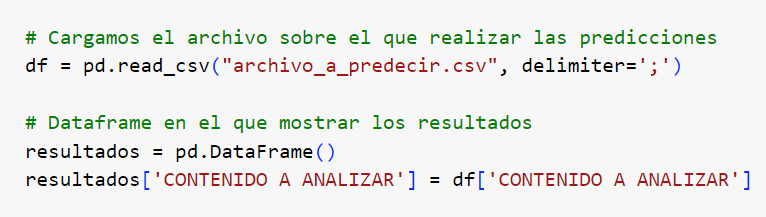 # Cargamos el archivo sobre el que realizar las predicciones
df = pd.read_csv("archivo_a_predecir.csv", delimiter=';')
# Dataframe en el que mostrar los resultados
resultados = pd.DataFrame()
resultados['CONTENIDO A ANALIZAR'] = df['CONTENIDO A ANALIZAR']